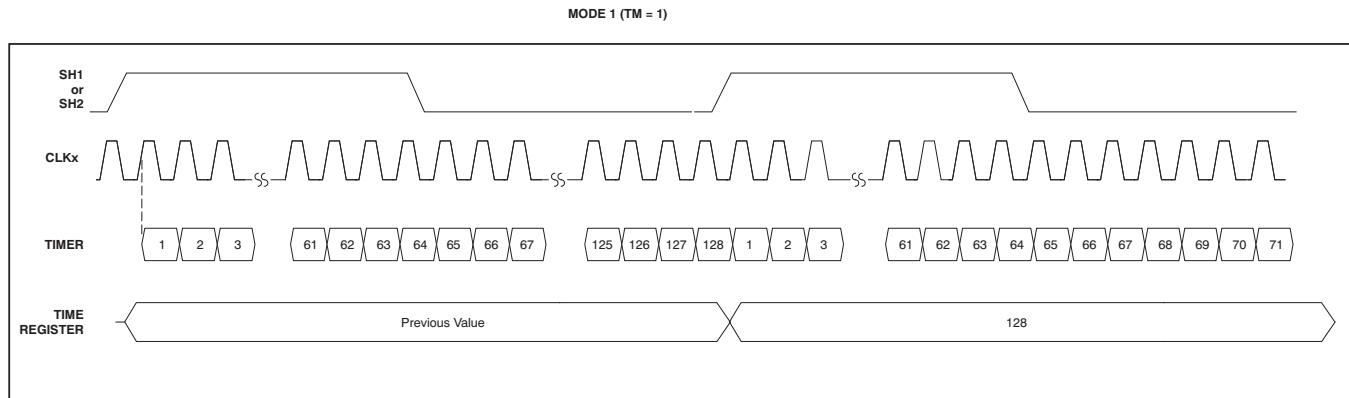 MODE 1 (TM = 1)
SH1
or
SH2
CLKx
TIMER
1 2 3 61 62 63 64 65 66 67 125 126 127 128 1 2 3 61 62 63 64 65 66 67 68 69 70 71
TIME
REGISTER
Previous Value 128